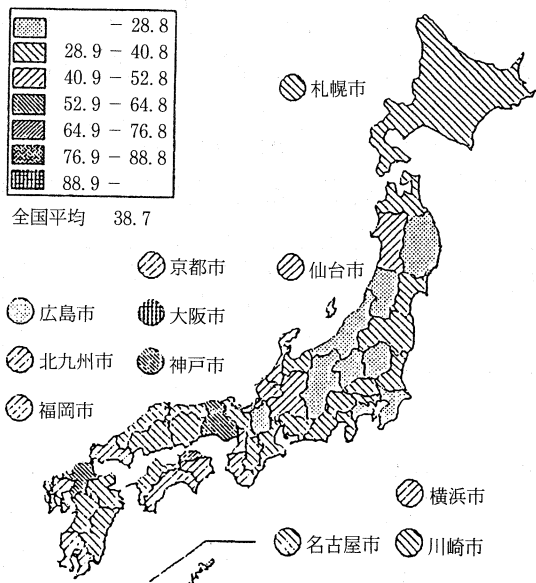 - 28.8
28.9 - 40.8
40.9 - 52.8
52.9 - 64.8
64.9 - 76.8
76.9 - 88.8
88.9 -
全国平均 38.7
札幌市
京都市
仙台市
広島市
大阪市
北九州市
神戸市
福岡市
横浜市
名古屋市
川崎市